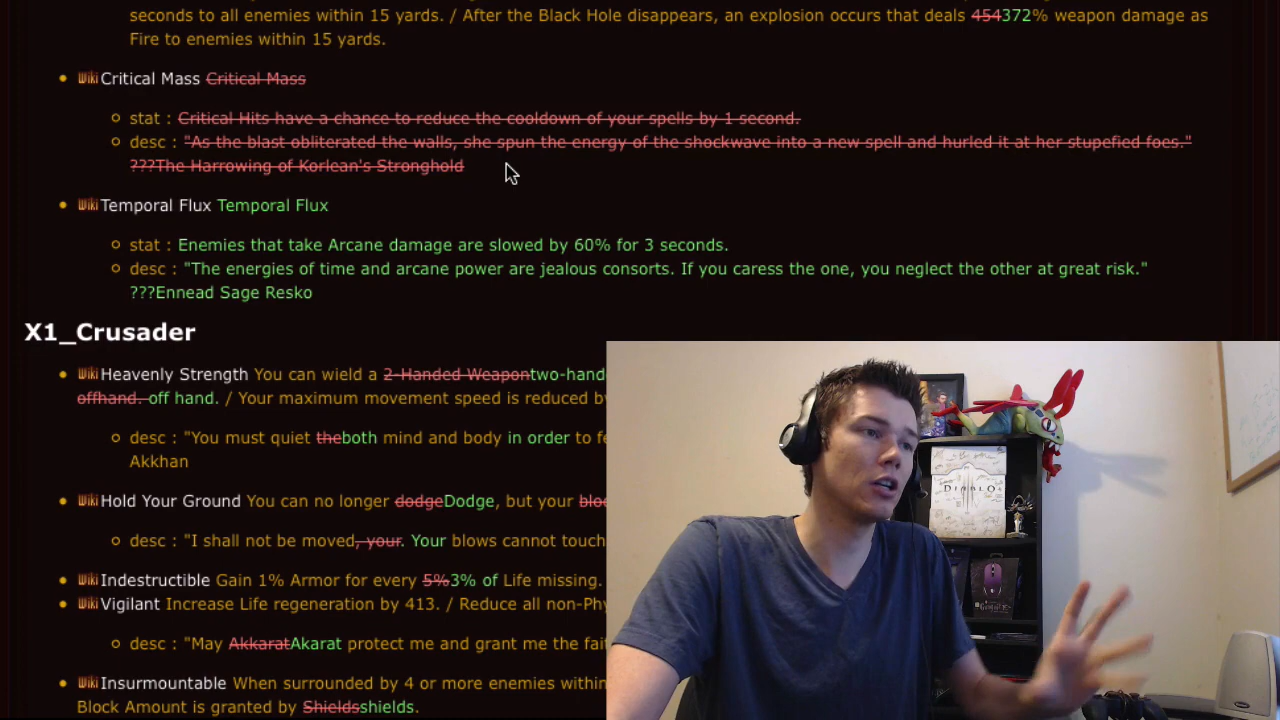 seconds to all enemies within 15 yards. / After the Black Hole disappears, an explosion occurs that deals 454372% weapon damage as
Fire to enemies within 15 yards.
Wiki Critical Mass Critical Mass
stat : Critical Hits have a chance to reduce the cooldown of your spells by 1 second.
desc : "As the blast obliterated the walls, she spun the energy of the shockwave into a new spell and hurled it at her stupefied foes."
???The Harrowing of Korlean's Stronghold
Wiki Temporal Flux Temporal Flux
stat : Enemies that take Arcane damage are slowed by 60% for 3 seconds.
desc : "The energies of time and arcane power are jealous consorts. If you caress the one, you neglect the other at great risk."
???Ennead Sage Resko
X1_Crusader
Wiki Heavenly Strength You can wield a 2-Handed Weapontwo-hand
offhand. off hand. / Your maximum movement speed is reduced by
desc : "You must quiet theboth mind and body in order to fe
Akkhan
Wiki Hold Your Ground You can no longer dodgeDodge, but your bloc
desc : "I shall not be moved, your. Your blows cannot touch
Wiki Indestructible Gain 1% Armor for every 5%3% of Life missing.
Wiki Vigilant Increase Life regeneration by 413. / Reduce all non-Phy
desc : "May AkkaratAkarat protect me and grant me the fai
Wiki Insurmountable When surrounded by 4 or more enemies within
Block Amount is granted by Shieldsshields.
DIABLO